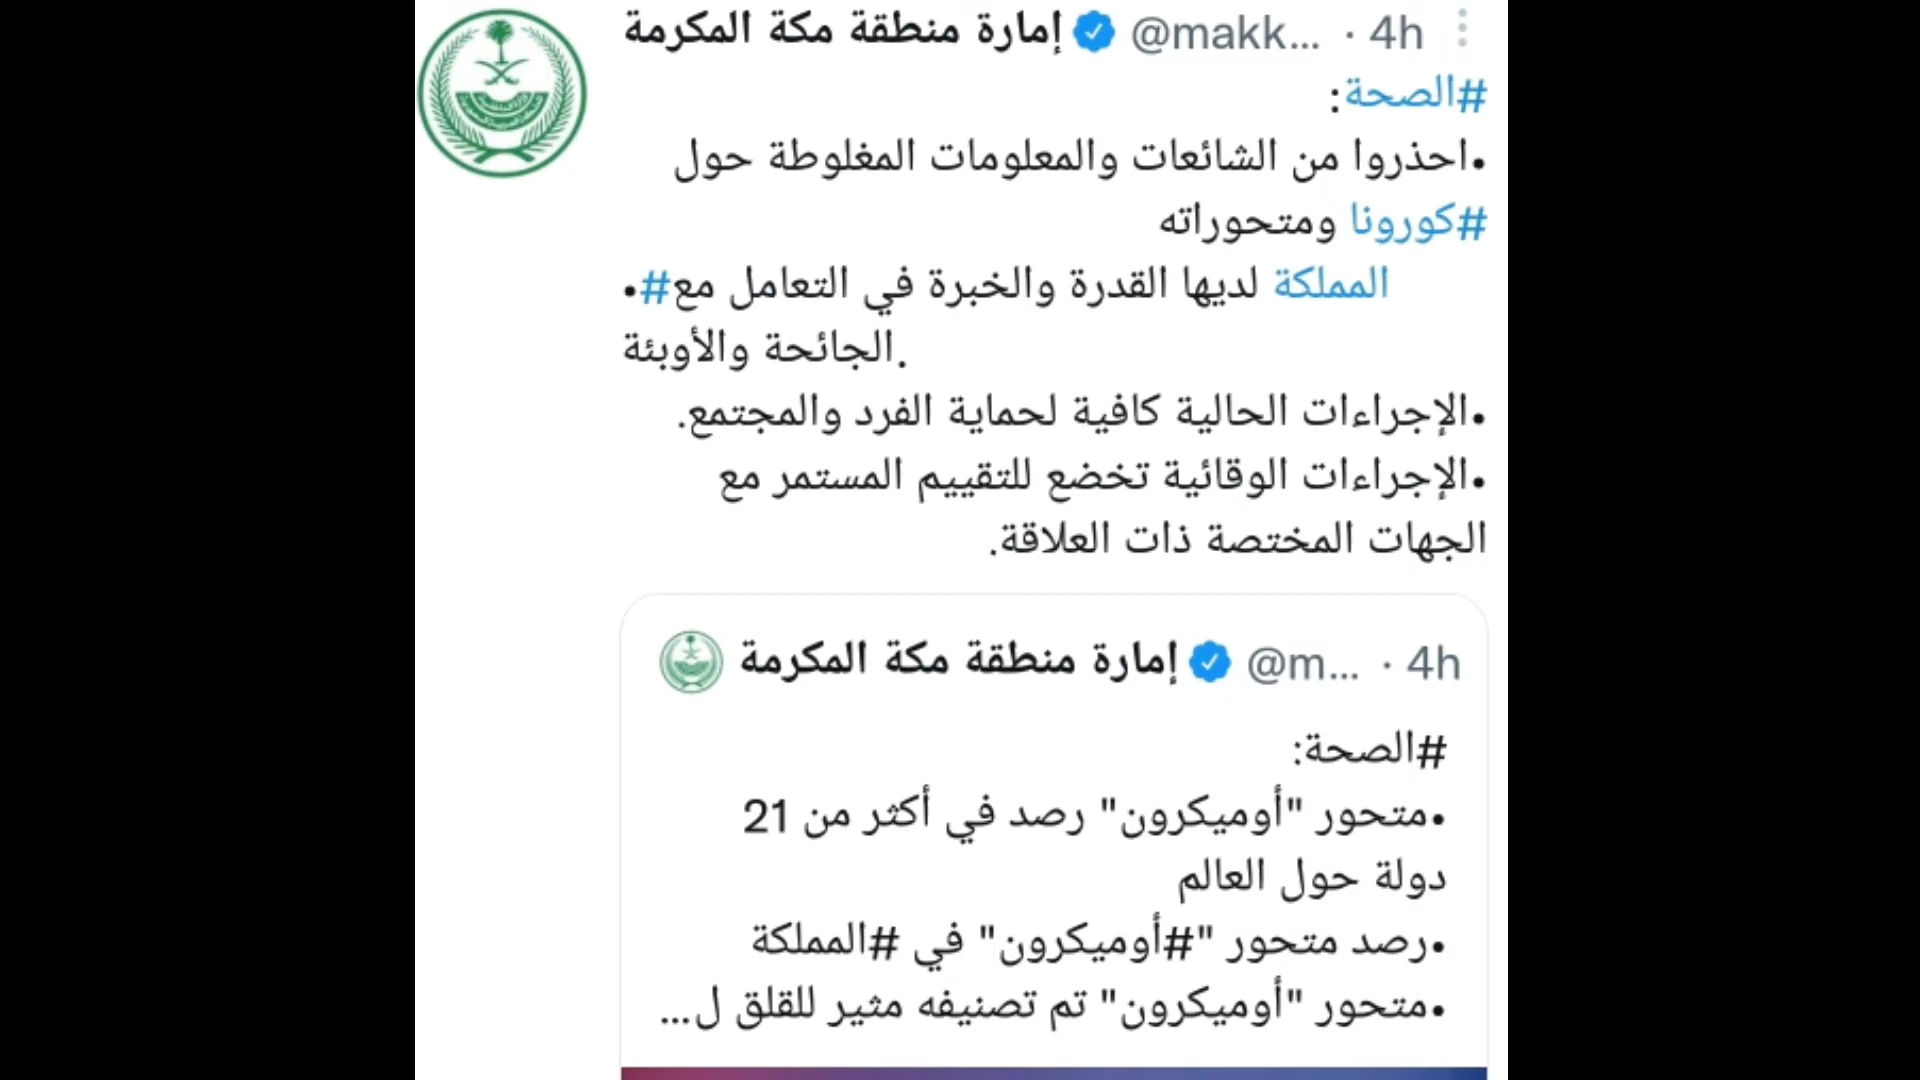 إمارة منطقة مكة المكرمة @makk... · 4h
#الصحة:
•احذروا من الشائعات والمعلومات المغلوطة حول
#كورونا ومتحوراته
•#المملكة لديها القدرة والخبرة في التعامل مع
الجائحة والأوبئة.
•الإجراءات الحالية كافية لحماية الفرد والمجتمع.
•الإجراءات الوقائية تخضع للتقييم المستمر مع
الجهات المختصة ذات العلاقة.
إمارة منطقة مكة المكرمة @m... · 4h
#الصحة:
•متحور "أوميكرون" رصد في أكثر من 21
دولة حول العالم
•رصد متحور "#أوميكرون" في #المملكة
•متحور "أوميكرون" تم تصنيفه مثير للقلق ل...